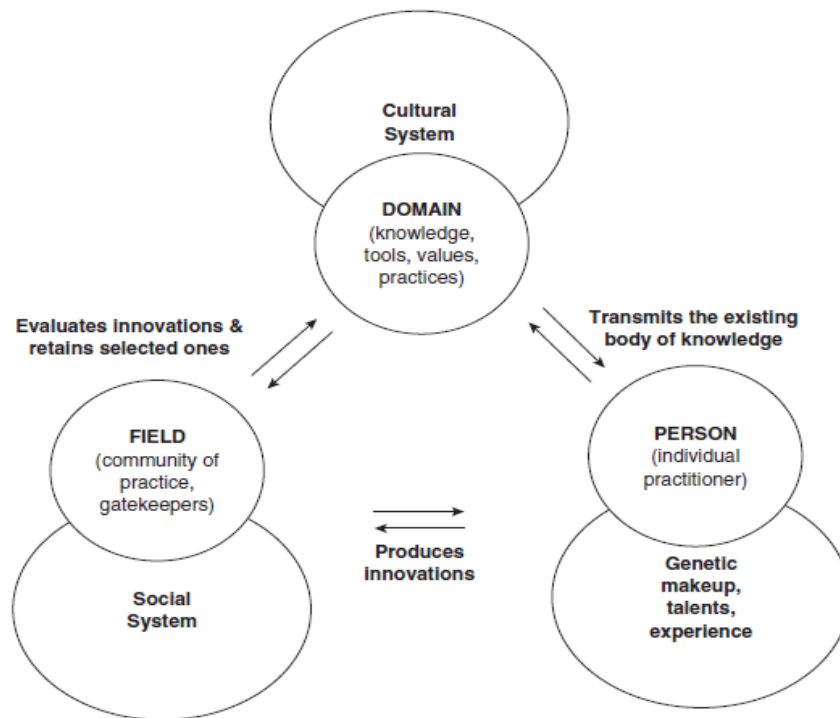 Cultural
System
DOMAIN
(knowledge,
tools, values,
practices)
Evaluates innovations &
retains selected ones
Transmits the existing
body of knowledge
FIELD
(community of
practice,
gatekeepers)
PERSON
(individual
practitioner)
Produces
innovations
Social
System
Genetic
makeup,
talents,
experience